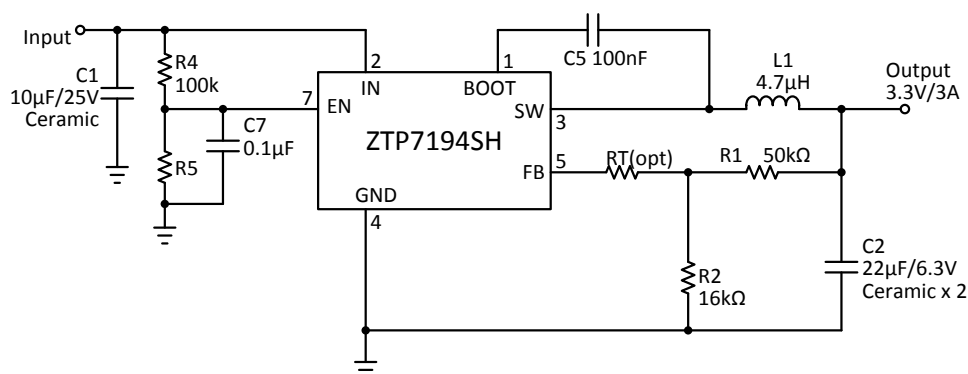 Input
C1
10μF/25V
Ceramic
R4
100k
R5
C7
0.1μF
7
EN
2
IN
1
BOOT
ZTP7194SH
SW
3
FB
5
GND
4
C5 100nF
L1
4.7μH
Output
3.3V/3A
RT(opt)
R1
50kΩ
R2
16kΩ
C2
22μF/6.3V
Ceramic x 2